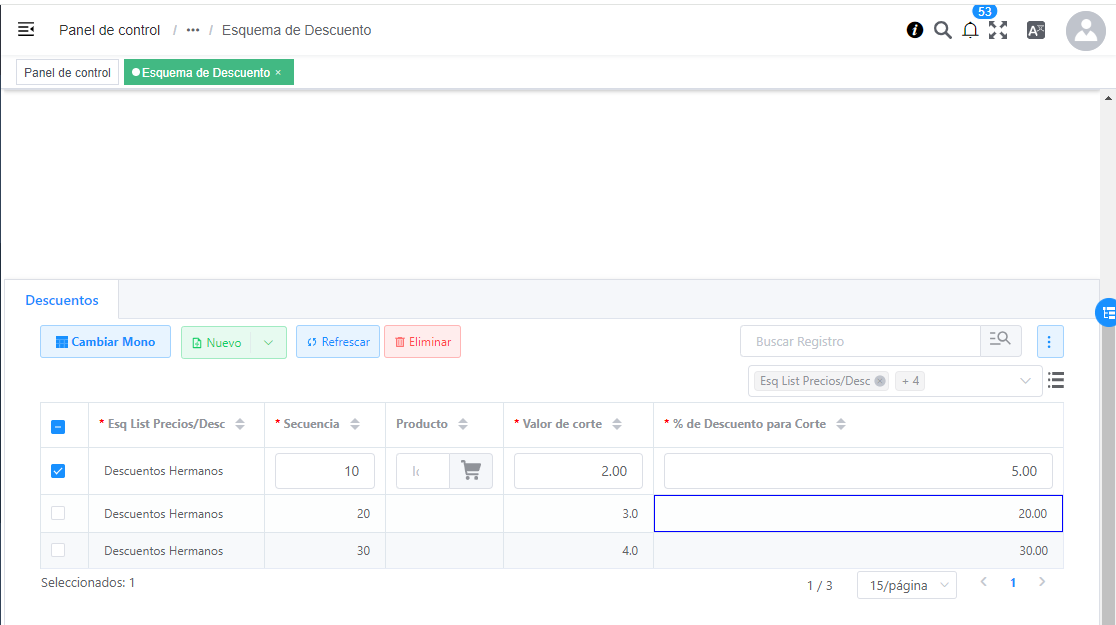 53
Panel de control / ••• / Esquema de Descuento
Panel de control
Esquema de Descuento ×
Descuentos
Cambiar Mono
Nuevo
Refrescar
Eliminar
Buscar Registro
Esq List Precios/Desc
+ 4
* Esq List Precios/Desc * Secuencia Producto * Valor de corte * % de Descuento para Corte
Descuentos Hermanos 10 2.00 5.00
Descuentos Hermanos 20 3.0 20.00
Descuentos Hermanos 30 4.0 30.00
Seleccionados: 1
1 / 3
15/página
1